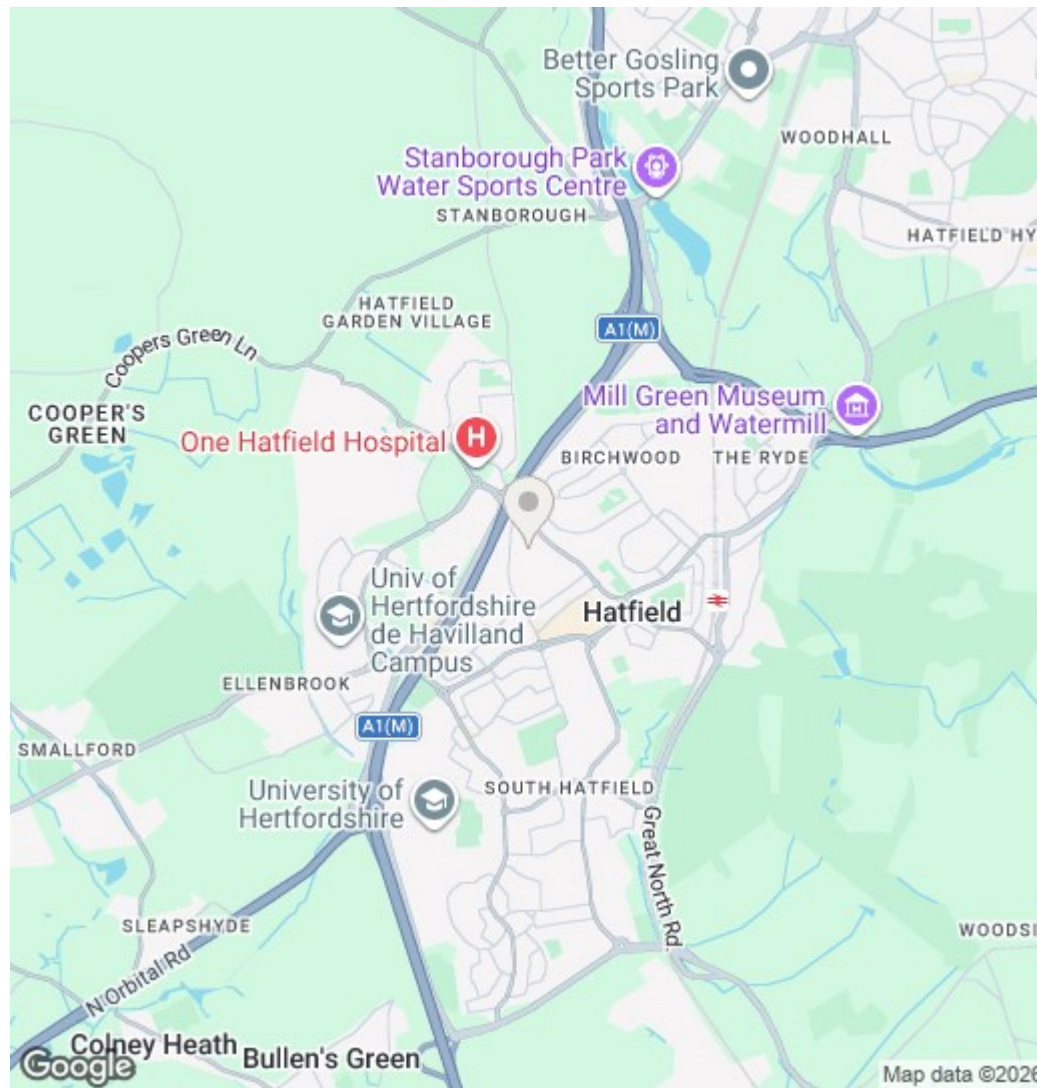 Better Gosling
Sports Park
WOODHALL
Stanborough Park
Water Sports Centre
STANBOROUGH
HATFIELD HY
HATFIELD
GARDEN VILLAGE
A1(M)
Coopers Green Ln
COOPER'S
GREEN
Mill Green Museum
and Watermill
One Hatfield Hospital
H
BIRCHWOOD
THE RYDE
Univ of
Hertfordshire
de Havilland
Campus
Hatfield
ELLENBROOK
A1(M)
SMALLFORD
University of
Hertfordshire
SOUTH HATFIELD
Great North Rd
SLEAPSHYDE
WOODSI
N Orbital Rd
Colney Heath
Bullen's Green
Google
Map data ©2026